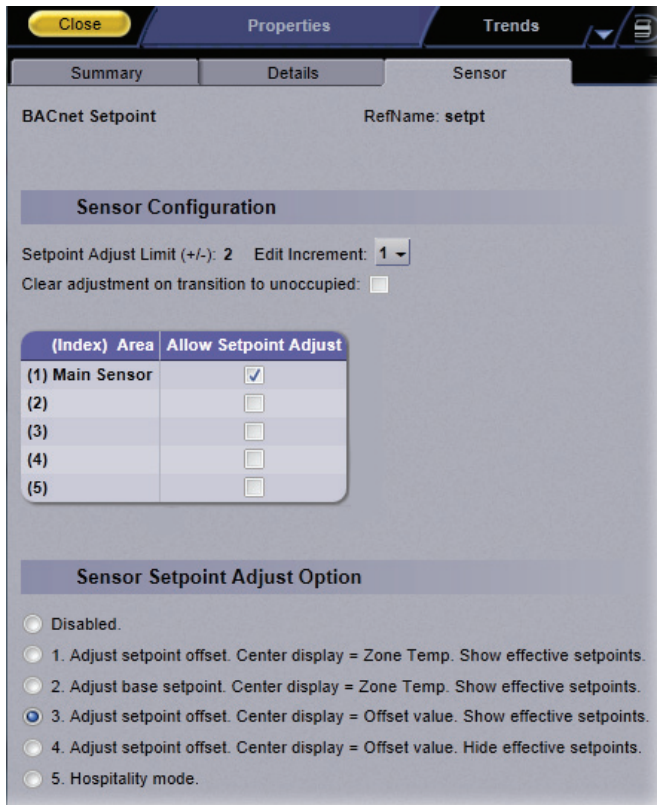 Close Properties Trends
Summary Details Sensor
BACnet Setpoint RefName: setpt
Sensor Configuration
Setpoint Adjust Limit (+/-): 2 Edit Increment: 1
Clear adjustment on transition to unoccupied:
(Index) Area Allow Setpoint Adjust
(1) Main Sensor
(2)
(3)
(4)
(5)
Sensor Setpoint Adjust Option
Disabled.
1. Adjust setpoint offset. Center display = Zone Temp. Show effective setpoints.
2. Adjust base setpoint. Center display = Zone Temp. Show effective setpoints.
3. Adjust setpoint offset. Center display = Offset value. Show effective setpoints.
4. Adjust setpoint offset. Center display = Offset value. Hide effective setpoints.
5. Hospitality mode.